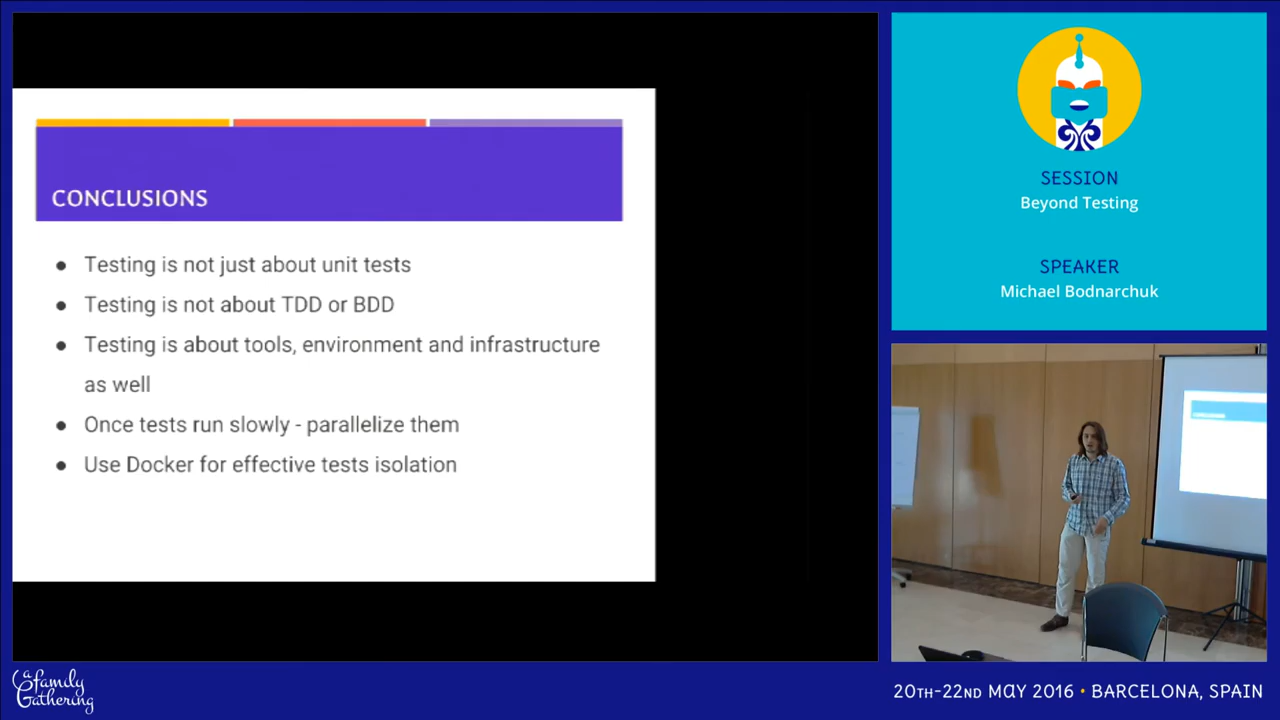 CONCLUSIONS
● Testing is not just about unit tests
● Testing is not about TDD or BDD
● Testing is about tools, environment and infrastructure
as well
● Once tests run slowly - parallelize them
● Use Docker for effective tests isolation
SESSION
Beyond Testing
SPEAKER
Michael Bodnarchuk
a family
Gathering
20TH-22ND MAY 2016 • BARCELONA, SPAIN